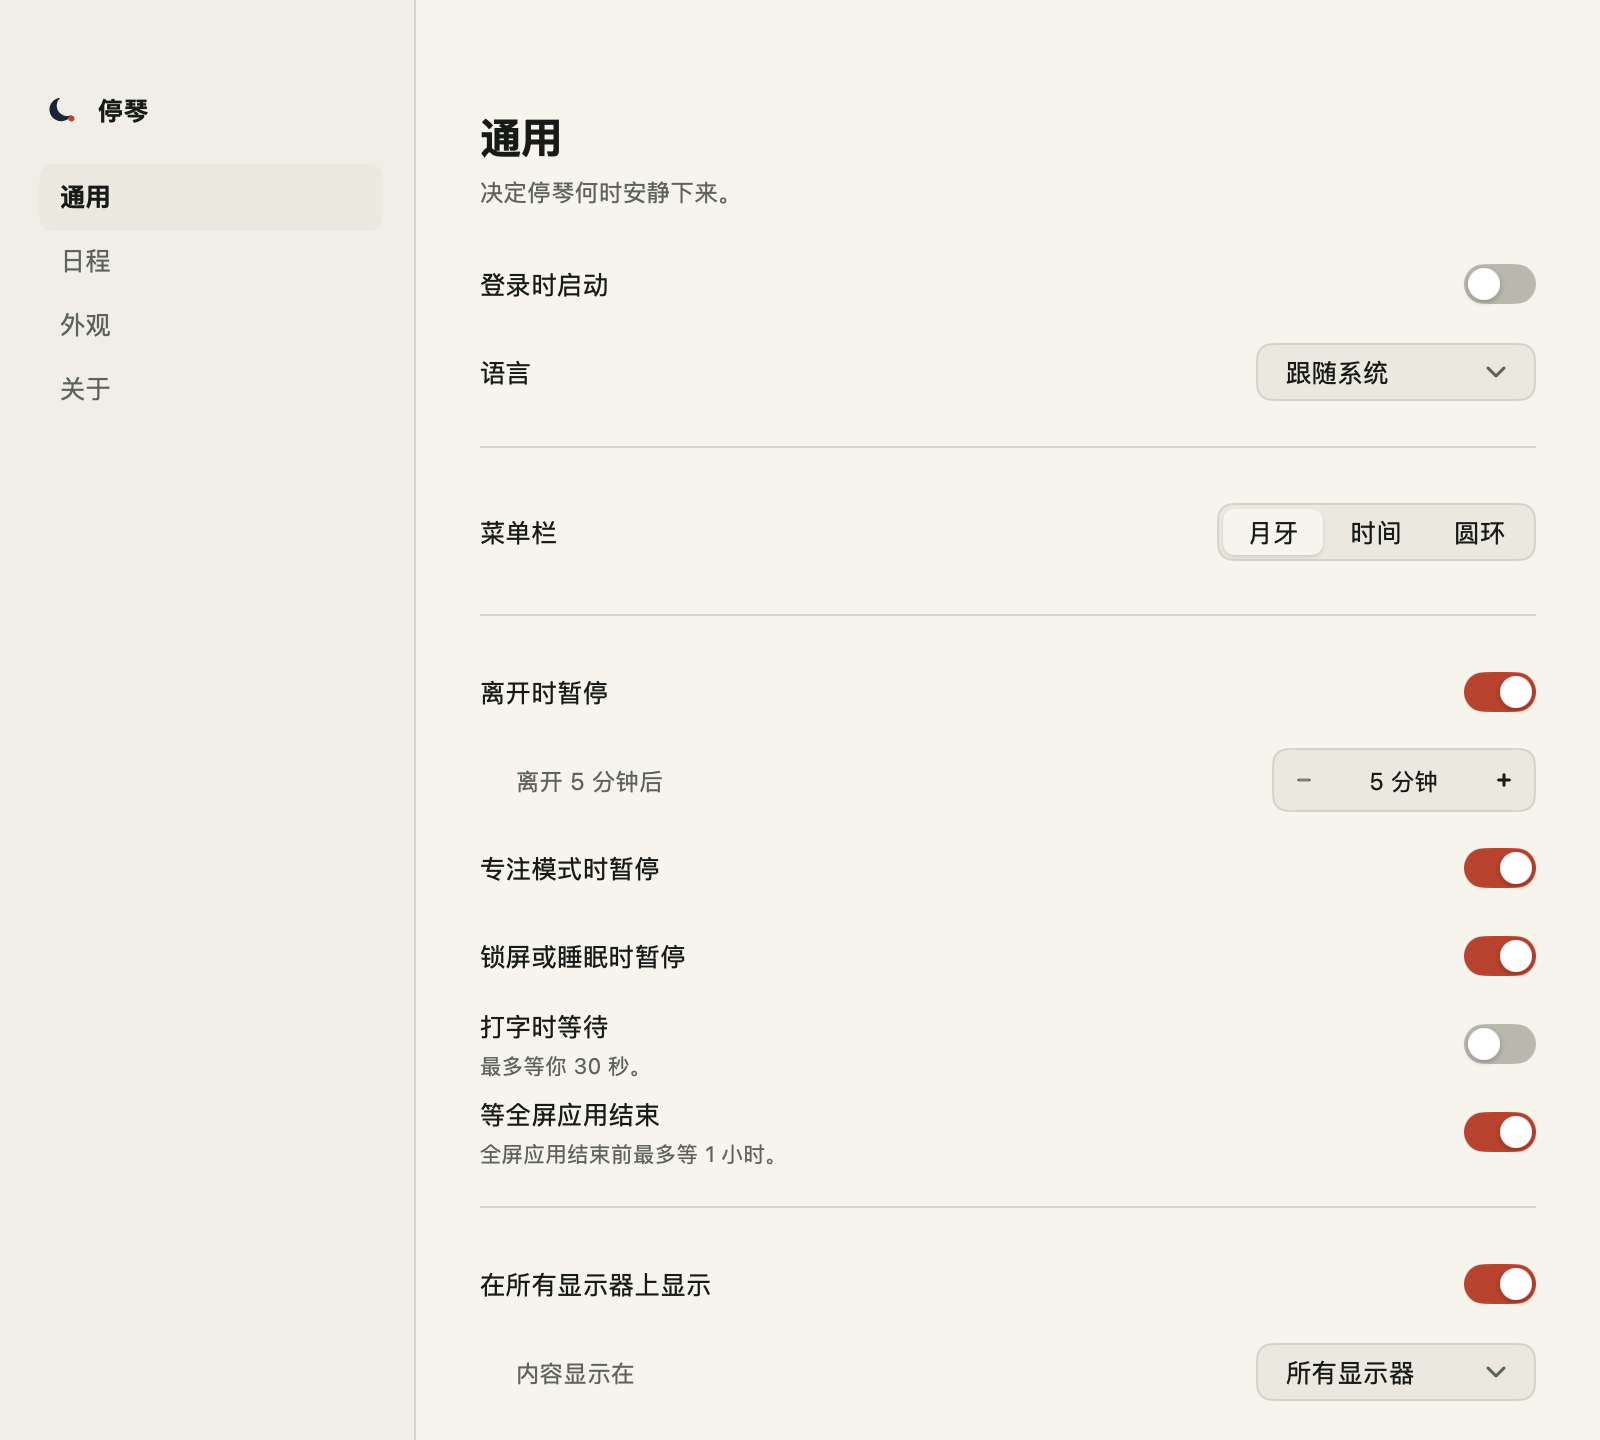 停琴
通用
日程
外观
关于
通用
决定停琴何时安静下来。
登录时启动
语言
跟随系统
菜单栏
月牙 时间 圆环
离开时暂停
离开 5 分钟后
5 分钟
专注模式时暂停
锁屏或睡眠时暂停
打字时等待
最多等你 30 秒。
等全屏应用结束
全屏应用结束前最多等 1 小时。
在所有显示器上显示
内容显示在
所有显示器